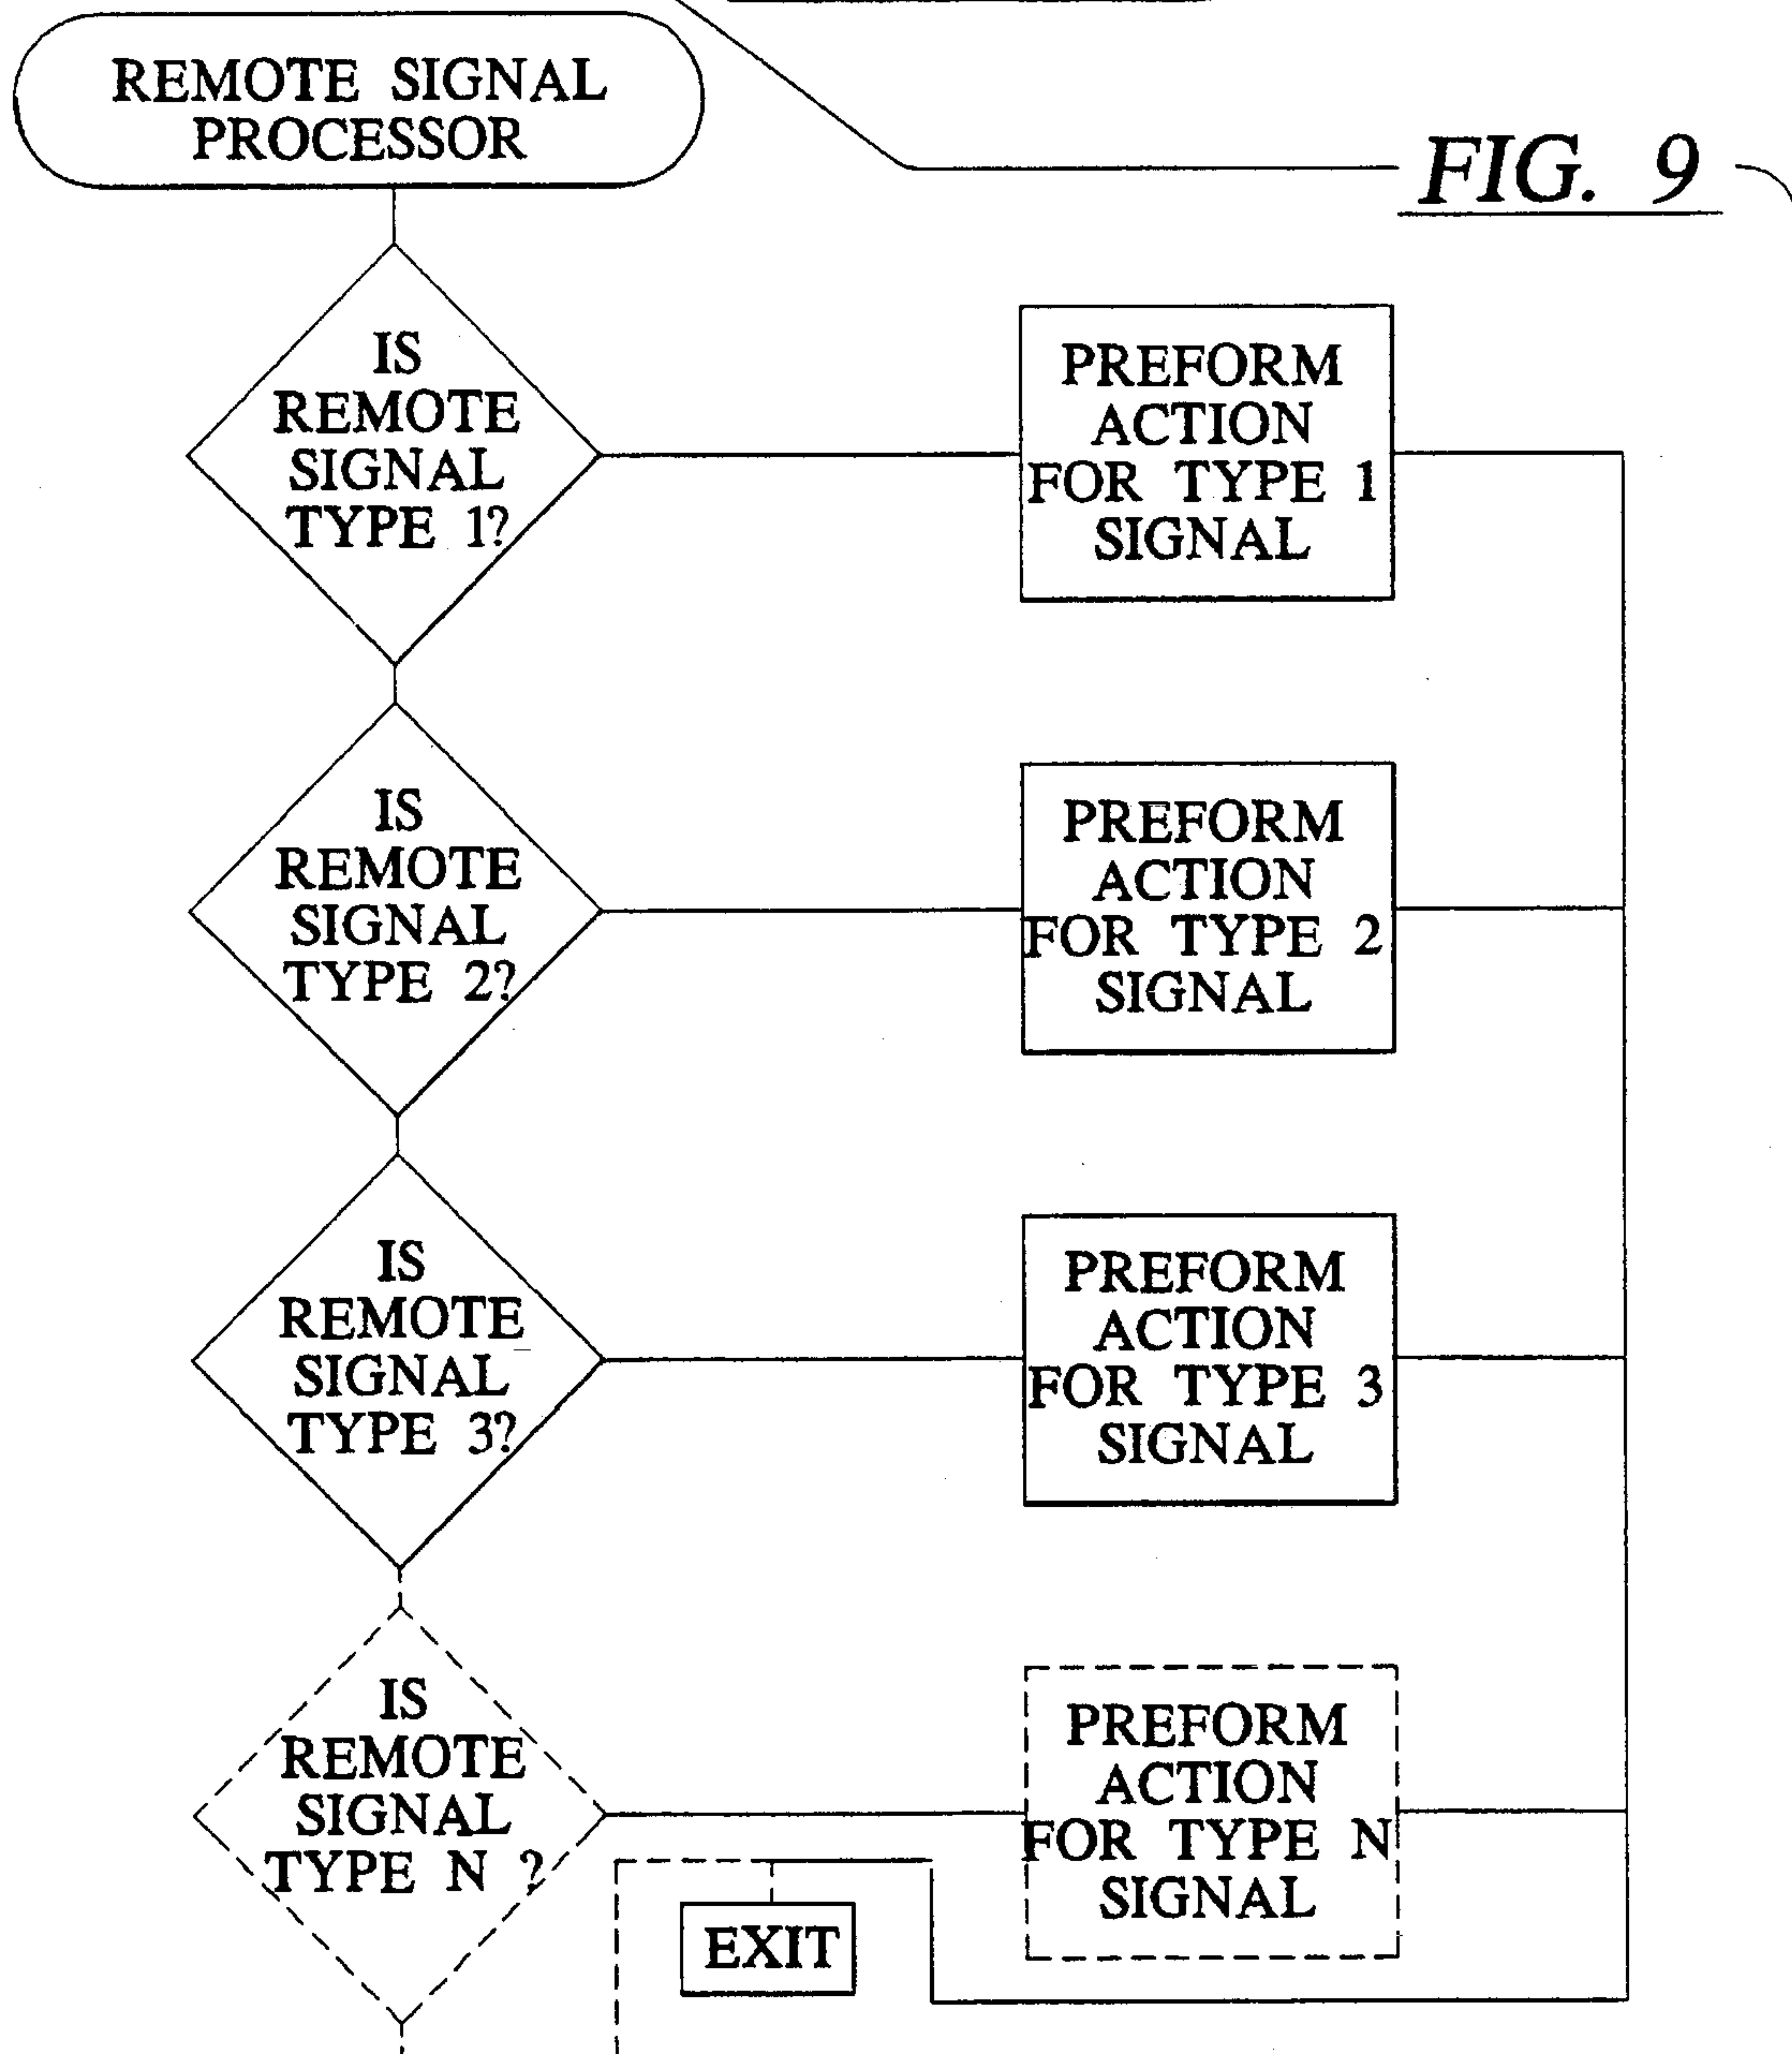 REMOTE SIGNAL
PROCESSOR
FIG. 9
IS
REMOTE
SIGNAL
TYPE 1?
PREFORM
ACTION
FOR TYPE 1
SIGNAL
IS
REMOTE
SIGNAL
TYPE 2?
PREFORM
ACTION
FOR TYPE 2
SIGNAL
IS
REMOTE
SIGNAL
TYPE 3?
PREFORM
ACTION
FOR TYPE 3
SIGNAL
IS
REMOTE
SIGNAL
TYPE N ?
PREFORM
ACTION
FOR TYPE N
SIGNAL
EXIT